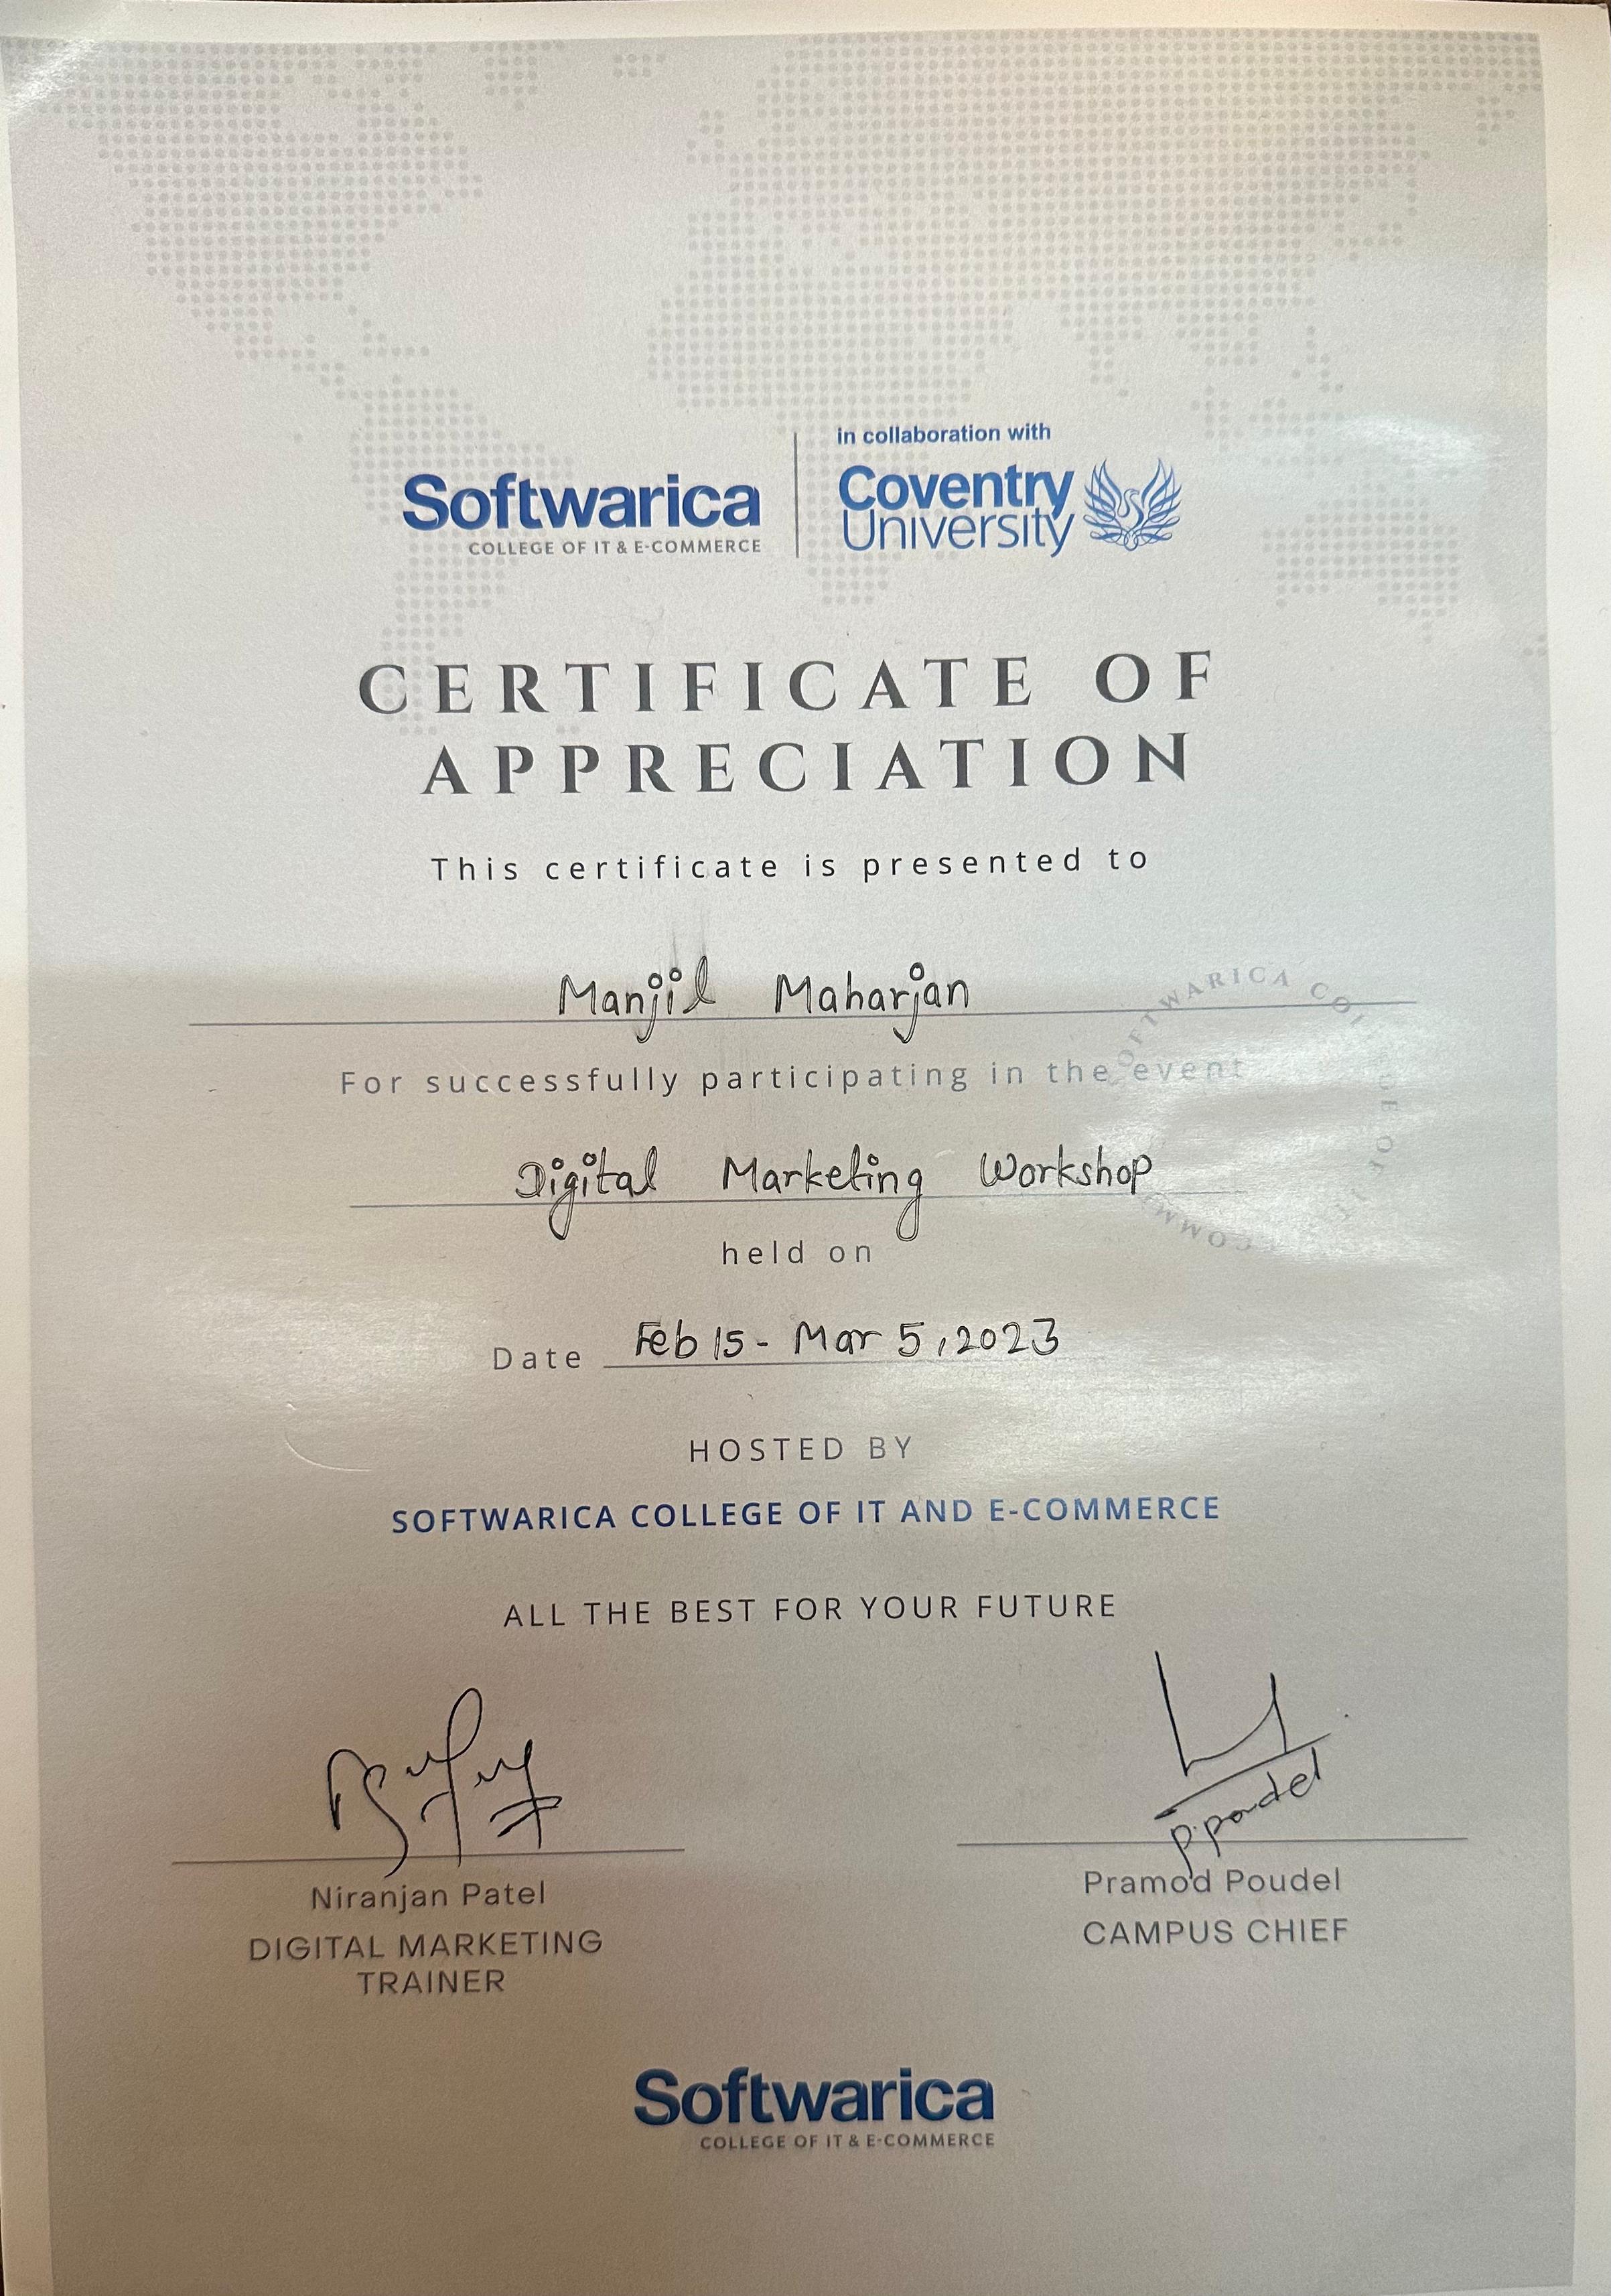 in collaboration with
Softwarica
COLLEGE OF IT & E-COMMERCE
Coventry
University
CERTIFICATE OF
APPRECIATION
This certificate is presented to
Manjil Maharjan
SOFTWARICA COLLEGE OF IT COMM
For successfully participating in the event
Digital Marketing Workshop
held on
Date Feb 15 - Mar 5, 2023
HOSTED BY
SOFTWARICA COLLEGE OF IT AND E-COMMERCE
ALL THE BEST FOR YOUR FUTURE
P. Poudel
Niranjan Patel
DIGITAL MARKETING
TRAINER
Pramod Poudel
CAMPUS CHIEF
Softwarica
COLLEGE OF IT & E-COMMERCE